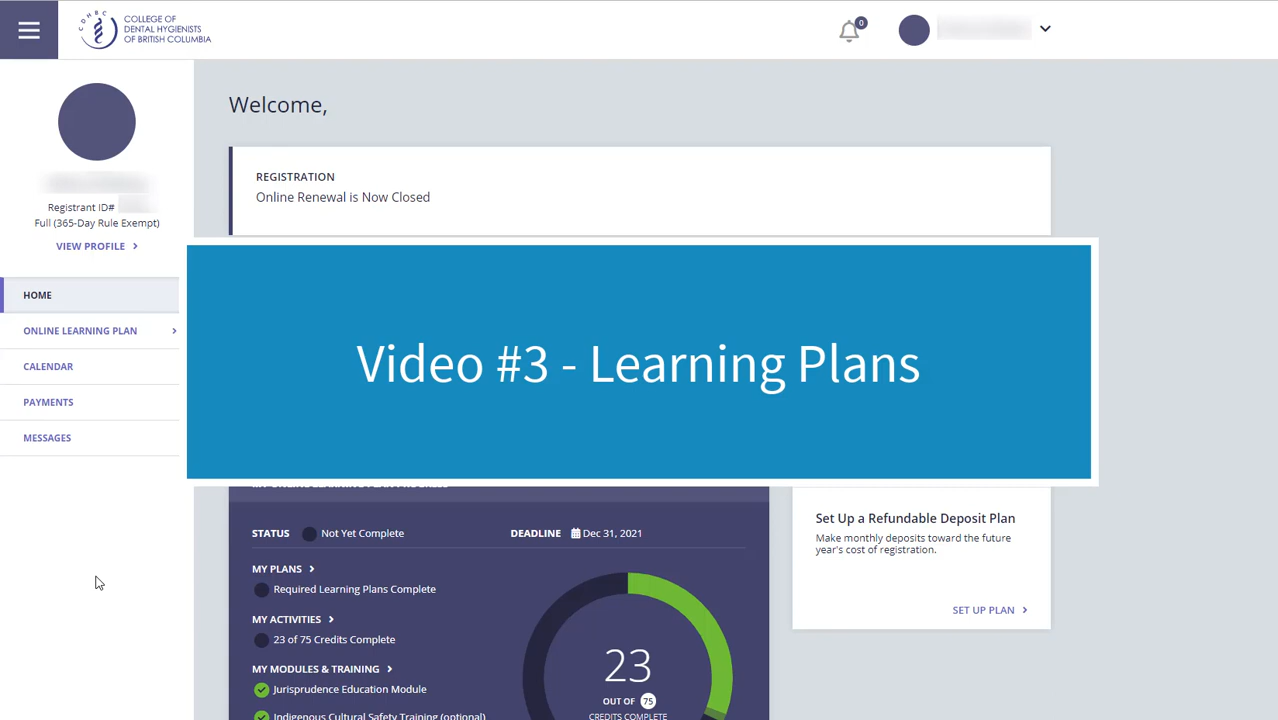 CDHBC
COLLEGE OF
DENTAL HYGIENISTS
OF BRITISH COLUMBIA
0
Welcome,
REGISTRATION
Online Renewal is Now Closed
Registrant ID#
Full (365-Day Rule Exempt)
VIEW PROFILE
HOME
ONLINE LEARNING PLAN
CALENDAR
PAYMENTS
MESSAGES
Video #3 - Learning Plans
STATUS Not Yet Complete DEADLINE Dec 31, 2021
MY PLANS
Required Learning Plans Complete
MY ACTIVITIES
23 of 75 Credits Complete
MY MODULES & TRAINING
Jurisprudence Education Module
Indigenous Cultural Safety Training (optional)
23
OUT OF 75
CREDITS COMPLETE
Set Up a Refundable Deposit Plan
Make monthly deposits toward the future
year's cost of registration.
SET UP PLAN